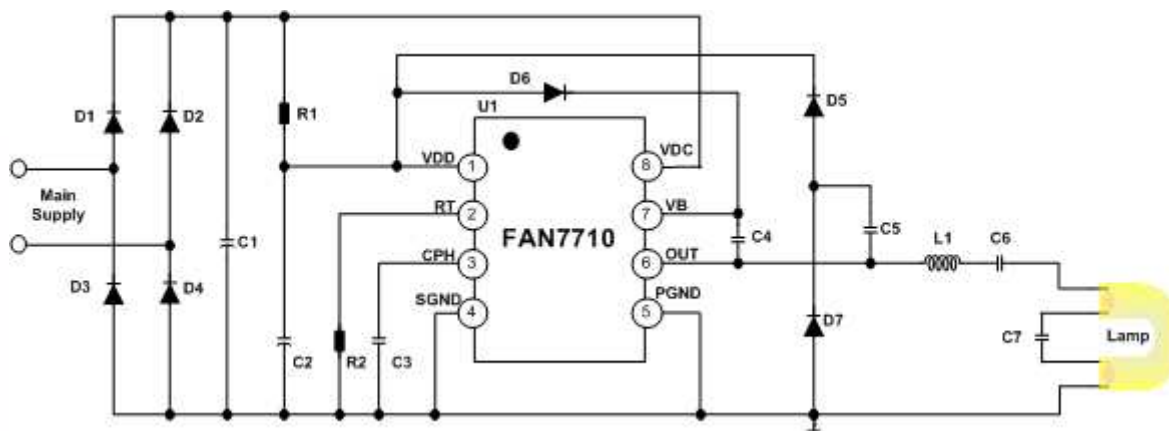 D6
U1
D5
D1
D2
R1
VDD
1
8
VDC
Main
Supply
RT
2
7
VB
C4
C5
C1
FAN7710
L1
C6
CPH
3
6
OUT
D3
D4
SGND
4
5
PGND
D7
C2
R2
C3
C7
Lamp